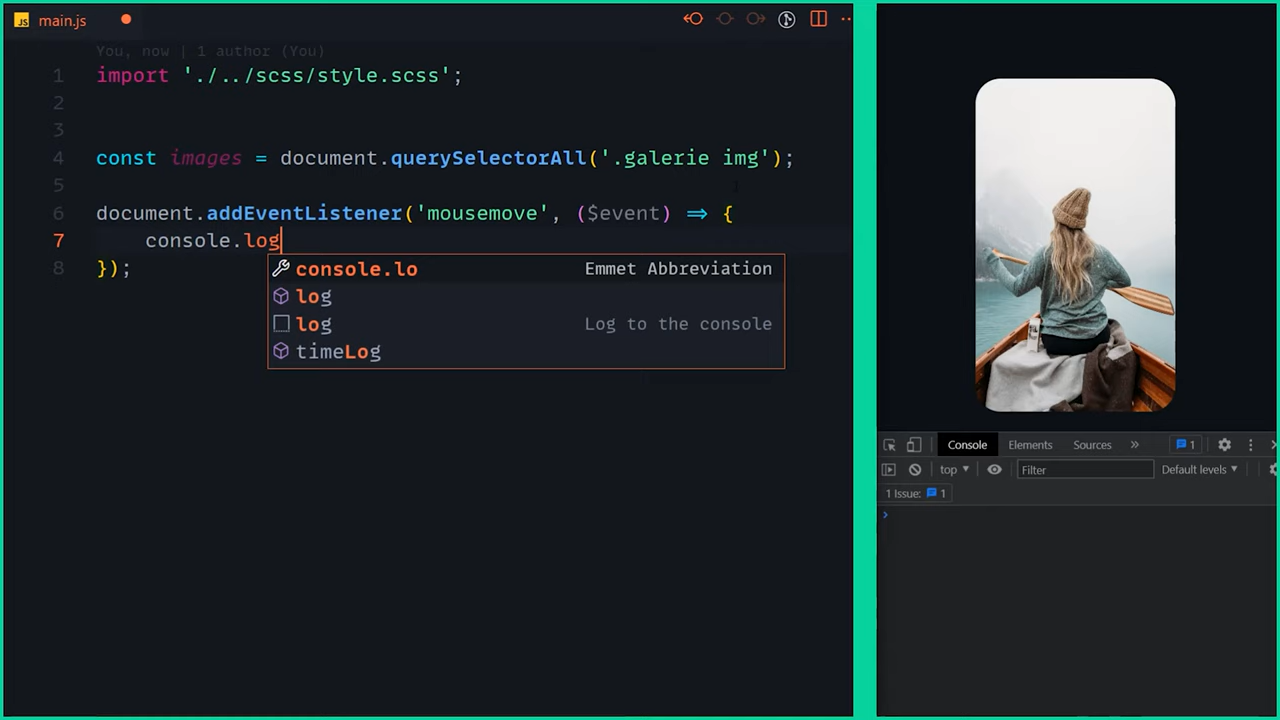 JS main.js
You, now | 1 author (You)
1 import './../scss/style.scss';
2
3
4 const images = document.querySelectorAll('.galerie img');
5
6 document.addEventListener('mousemove', ($event) => {
7 console.log
8 });
console.lo Emmet Abbreviation
log
log Log to the console
timeLog
Console Elements Sources » 1
top Filter Default levels
1 Issue: 1